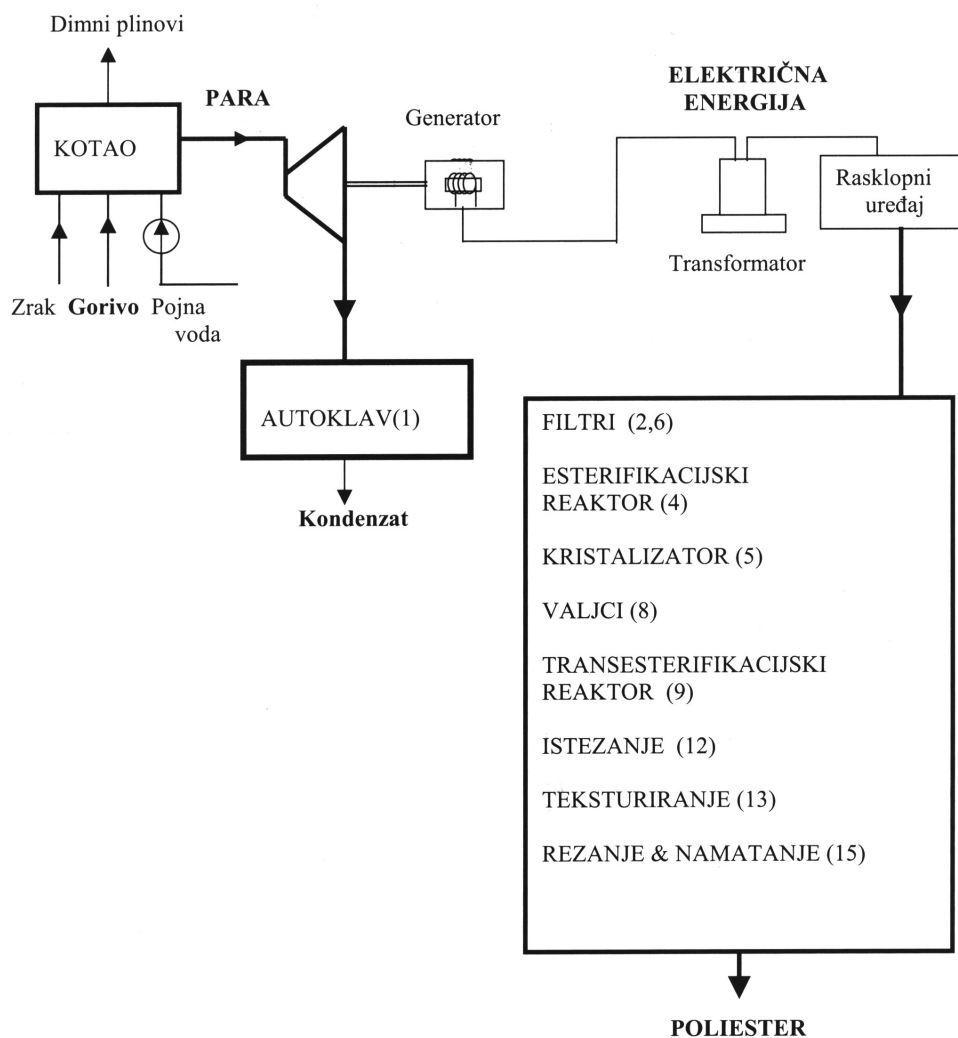 Dimni plinovi
PARA
KOTAO
Zrak Gorivo Pojna
voda
Generator
ELEKTRIČNA
ENERGIJA
Transformator
Rasklopni
uređaj
AUTOKLAV(1)
Kondenzat
FILTRI (2,6)
ESTERIFIKACIJSKI
REAKTOR (4)
KRISTALIZATOR (5)
VALJCI (8)
TRANSESTERIFIKACIJSKI
REAKTOR (9)
ISTEZANJE (12)
TEKSTURIRANJE (13)
REZANJE & NAMATANJE (15)
POLIESTER